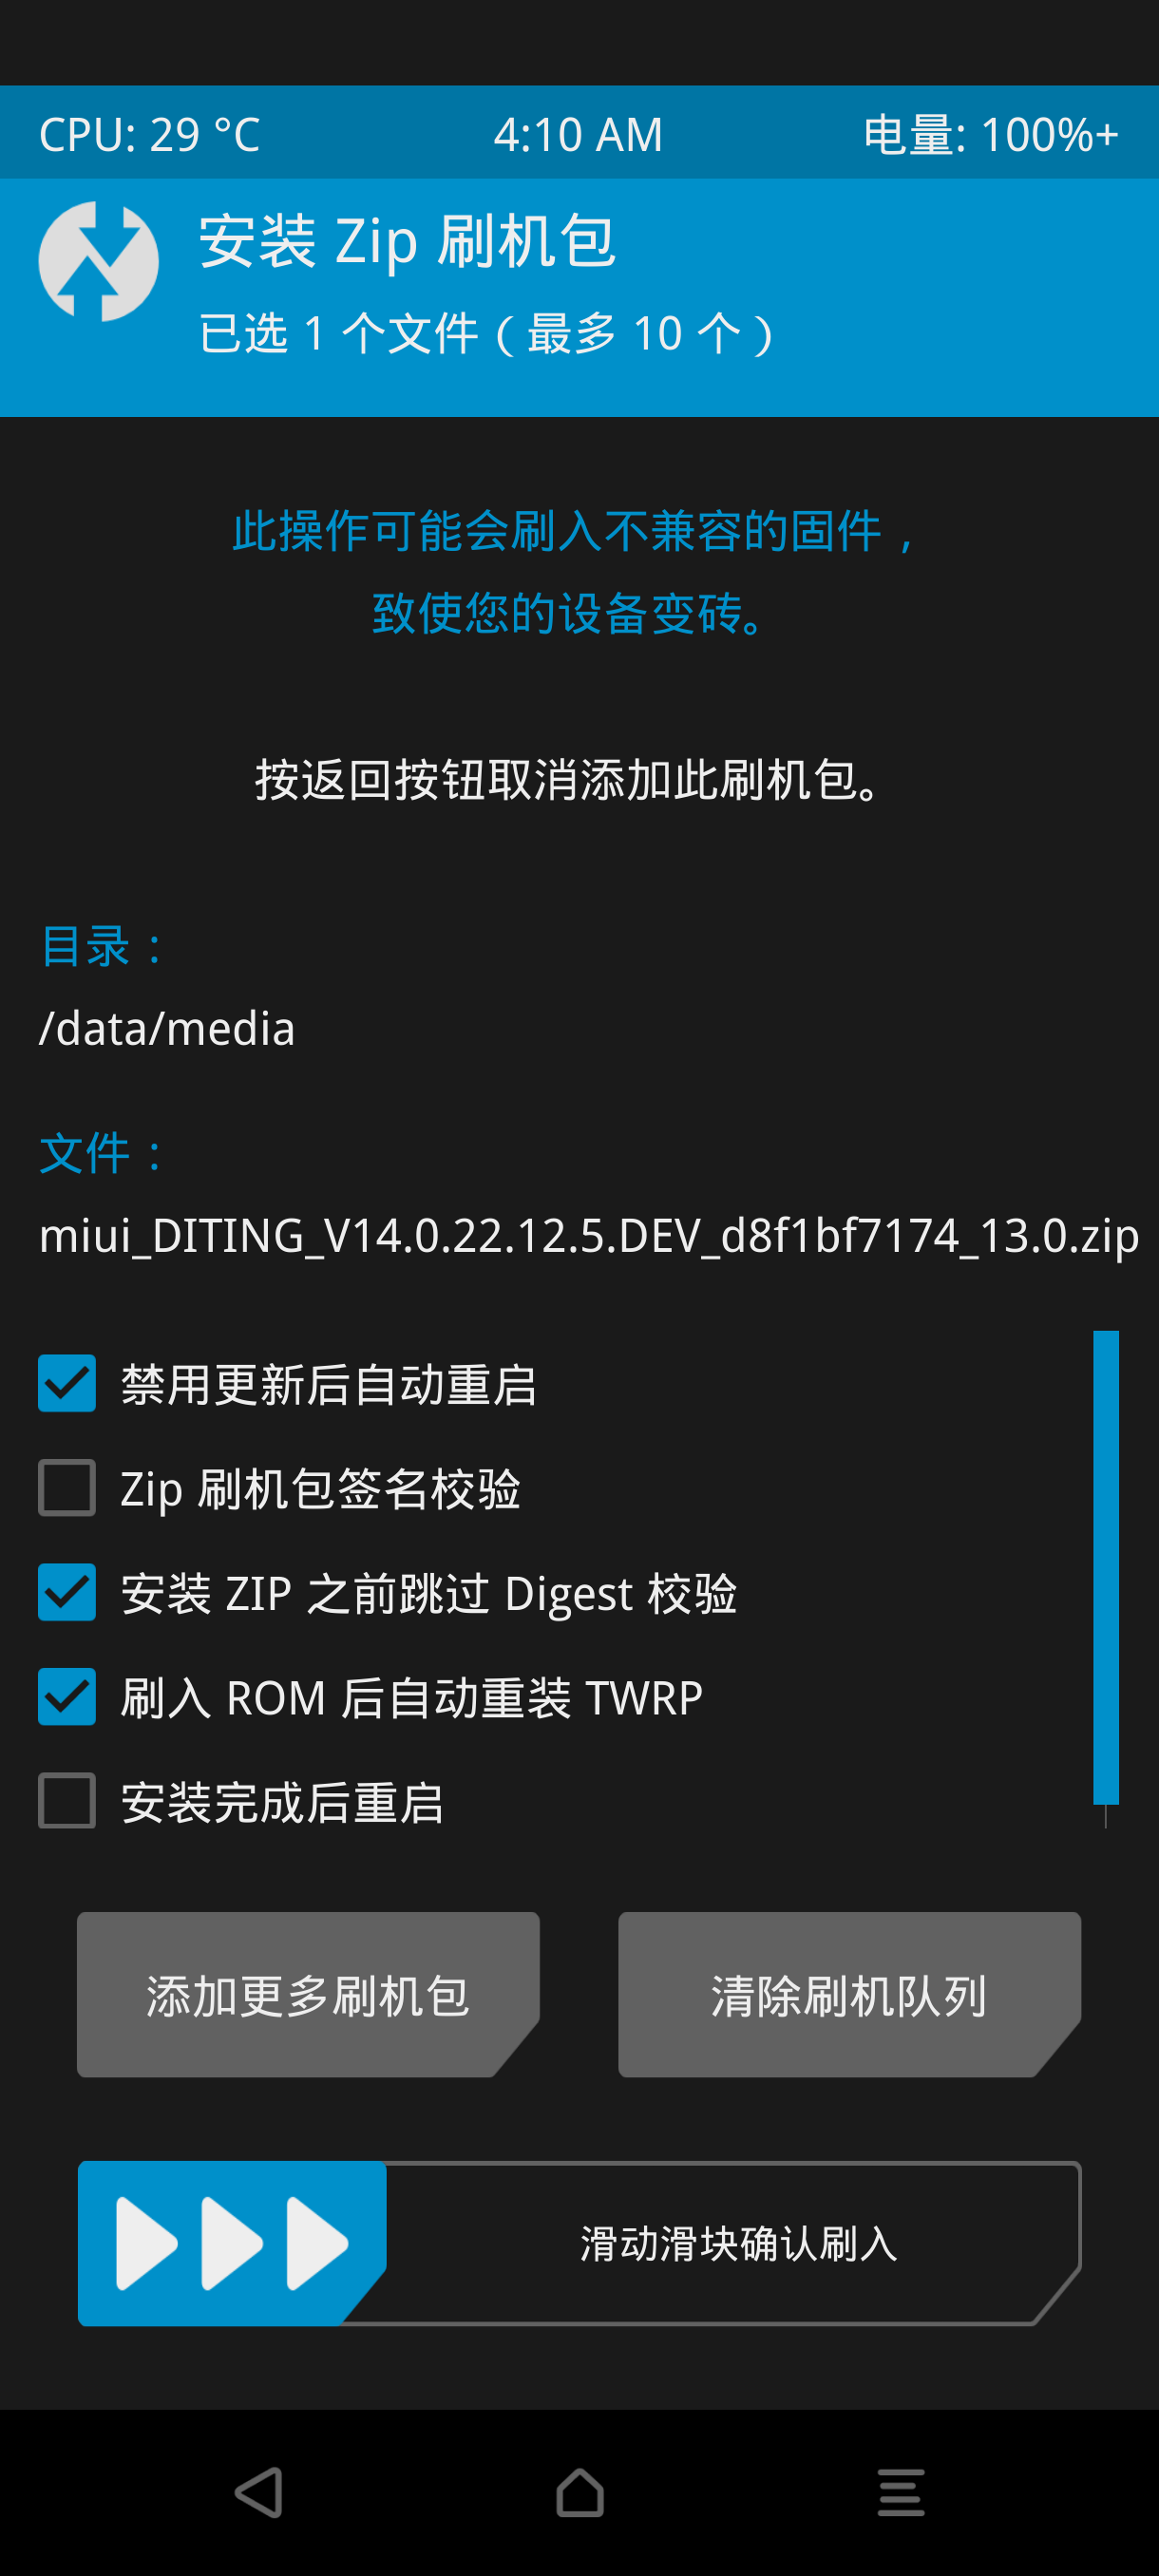 CPU: 29 °C 4:10 AM 电量: 100%+
安装 Zip 刷机包
已选 1 个文件（最多 10 个）
此操作可能会刷入不兼容的固件，
致使您的设备变砖。
按返回按钮取消添加此刷机包。
目录：
/data/media
文件：
miui_DITING_V14.0.22.12.5.DEV_d8f1bf7174_13.0.zip
禁用更新后自动重启
Zip 刷机包签名校验
安装 ZIP 之前跳过 Digest 校验
刷入 ROM 后自动重装 TWRP
安装完成后重启
添加更多刷机包 清除刷机队列
滑动滑块确认刷入